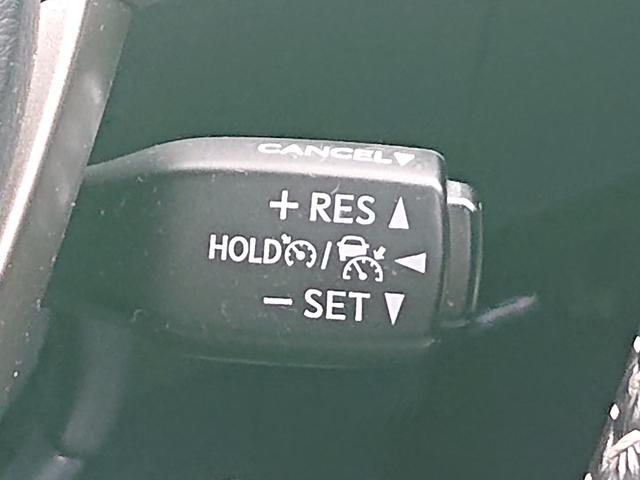 CANCEL
+ RES
HOLD /
− SET